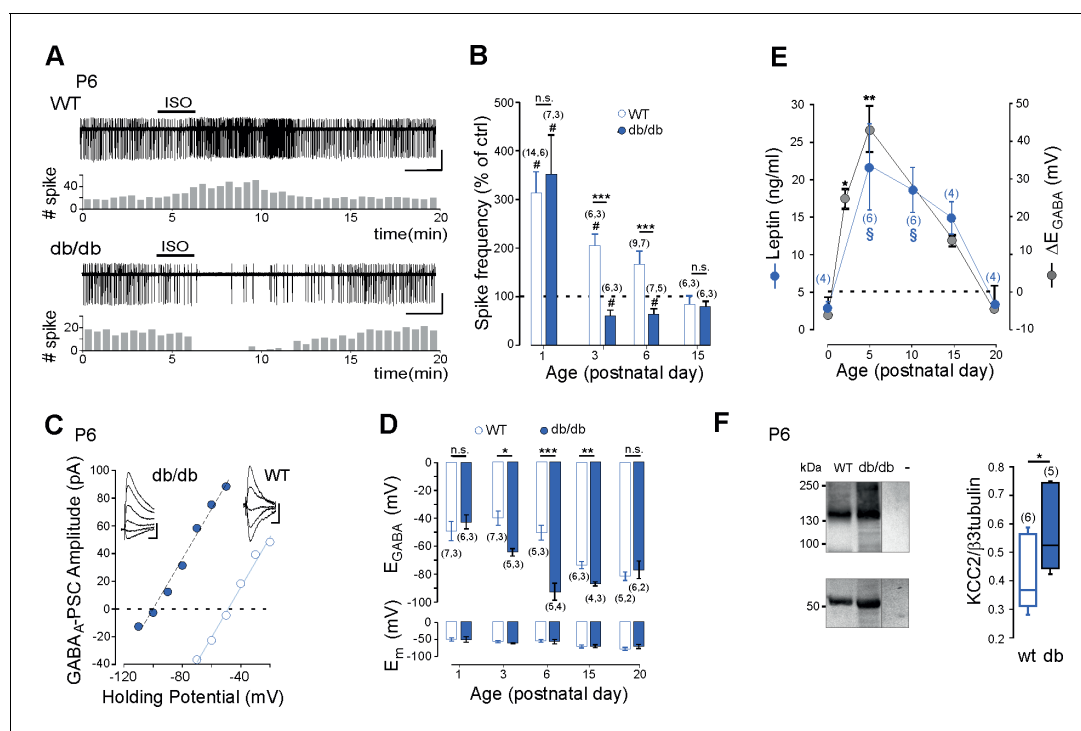 A
P6
WT
ISO
# spike
40
0
0
5
10
15
20
time(min)
db/db
ISO
# spike
20
0
0
5
10
15
20
time(min)
B
WT
db/db
Spike frequency (% of ctrl)
500
400
300
200
100
0
n.s.
(14,6)
#
(7,3)
#
***
(6,3)
#
(6,3)
#
***
(9,7)
(7,5)
#
n.s.
(6,3)
(6,3)
1
3
6
15
Age (postnatal day)
E
Leptin (ng/ml)
30
25
20
15
10
5
0
50
40
30
20
10
0
-10
ΔE_GABA (mV)
*
**
(4)
(6)
§
(6)
§
(4)
(4)
0
5
10
15
20
Age (postnatal day)
C
P6
GABA_A-PSC Amplitude (pA)
100
80
60
40
20
0
-20
-40
db/db
WT
-120
-80
-40
0
Holding Potential (mV)
D
WT
db/db
n.s.
*
***
**
n.s.
E_GABA (mV)
0
-20
-40
-60
-80
-100
(7,3)
(6,3)
(7,3)
(5,3)
(5,3)
(5,4)
(6,3)
(4,3)
(5,2)
(6,2)
E_m (mV)
0
-50
-100
1
3
6
15
20
Age (postnatal day)
F
P6
kDa
WT
db/db
-
250
130
100
50
KCC2/β3tubulin
0.8
0.7
0.6
0.5
0.4
0.3
0.2
*
(6)
(5)
wt
db